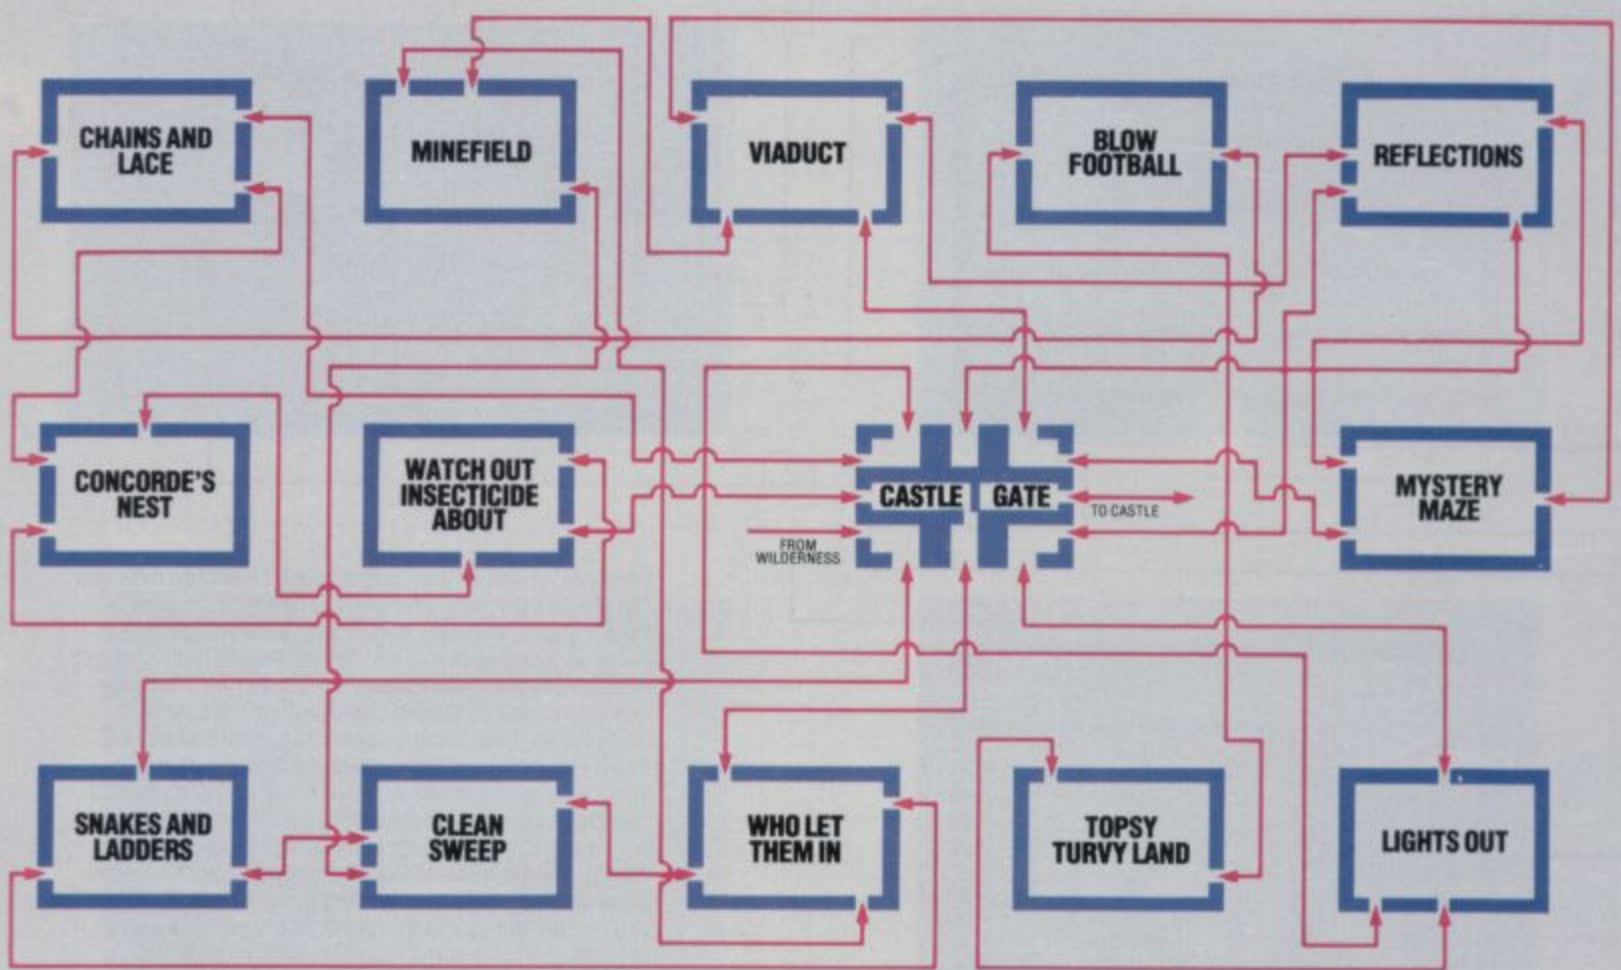 CHAINS AND
LACE
MINEFIELD
VIADUCT
BLOW
FOOTBALL
REFLECTIONS
CONCORDE'S
NEST
WATCH OUT
INSECTICIDE
ABOUT
CASTLE GATE
TO CASTLE
FROM
WILDERNESS
MYSTERY
MAZE
SNAKES AND
LADDERS
CLEAN
SWEEP
WHO LET
THEM IN
TOPSY
TURVY LAND
LIGHTS OUT